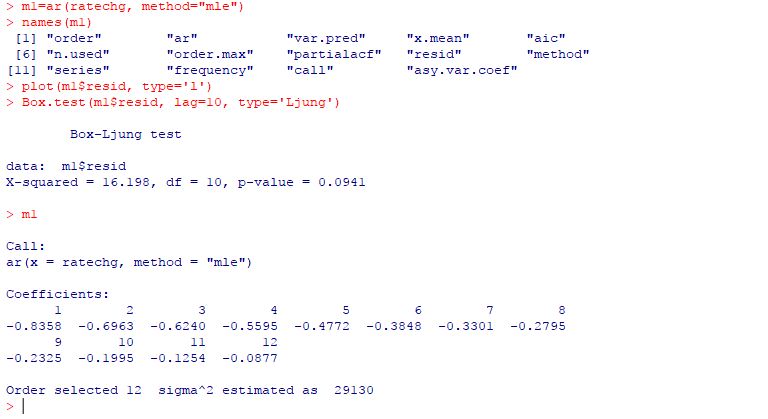 > m1=ar(ratechg, method="mle")
> names(m1)
 [1] "order"        "ar"           "var.pred"     "x.mean"       "aic"
 [6] "n.used"       "order.max"    "partialacf"   "resid"        "method"
[11] "series"       "frequency"    "call"         "asy.var.coef"
> plot(m1$resid, type='l')
> Box.test(m1$resid, lag=10, type='Ljung')
        Box-Ljung test
data:  m1$resid
X-squared = 16.198, df = 10, p-value = 0.0941
> m1
Call:
ar(x = ratechg, method = "mle")
Coefficients:
      1        2        3        4        5        6        7        8
-0.8358  -0.6963  -0.6240  -0.5595  -0.4772  -0.3848  -0.3301  -0.2795
      9       10       11       12
-0.2325  -0.1995  -0.1254  -0.0877
Order selected 12  sigma^2 estimated as  29130
>